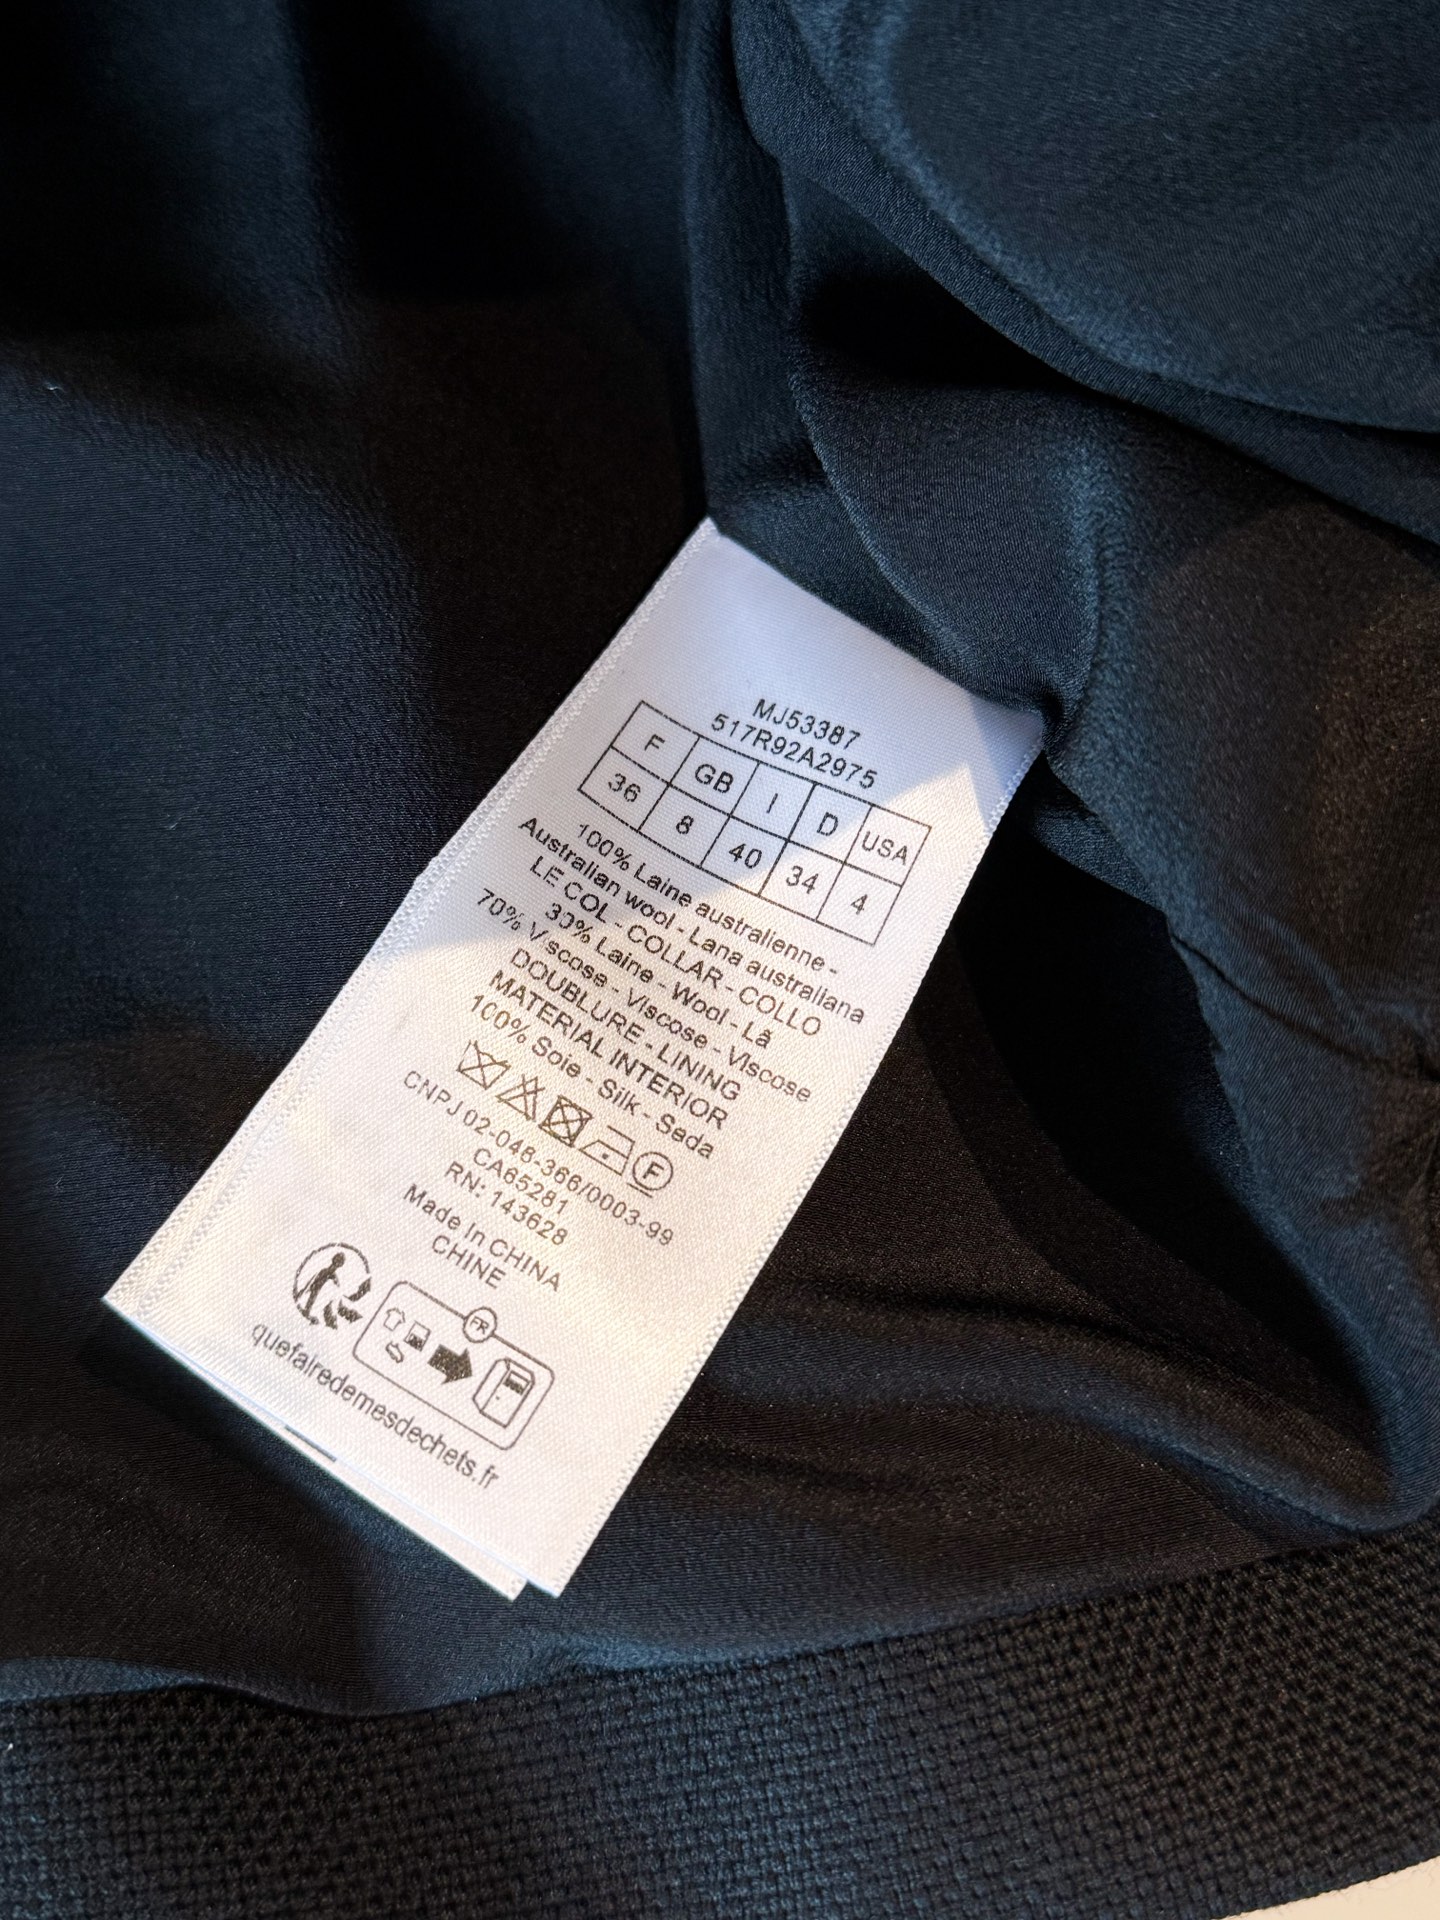 MJ53387
517R92A2975
F GB I D USA
36 8 40 34 4
100% Laine australienne -
Australian wool - Lana australiana
LE COL - COLLAR - COLLO
30% Laine - Wool - Lã
70% Viscose - Viscose - Viscose
DOUBLURE - LINING
MATERIAL INTERIOR
100% Soie - Silk - Seda
F
CNPJ 02-046-366/0003-99
CA65281
RN: 143628
Made in CHINA
CHINE
FR
quefairedemesdechets.fr